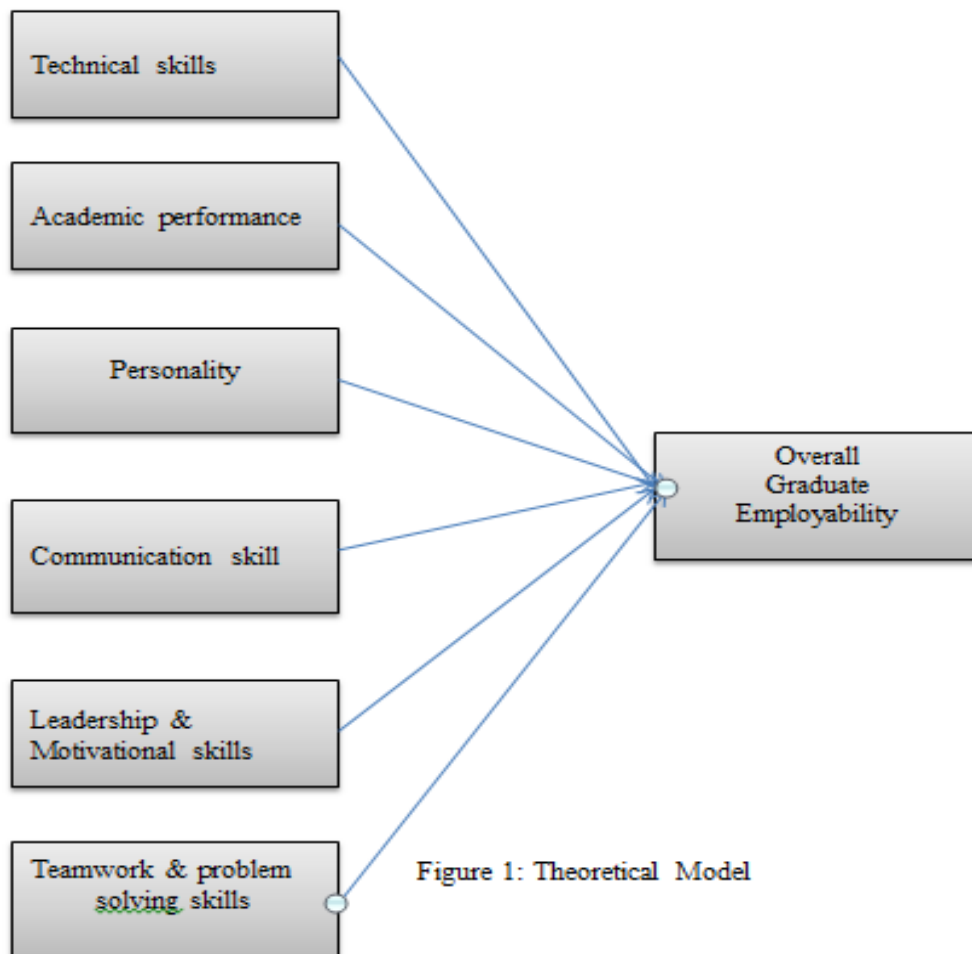 Technical skills
Academic performance
Personality
Communication skill
Leadership &
Motivational skills
Teamwork & problem
solving skills
Overall
Graduate
Employability
Figure 1: Theoretical Model